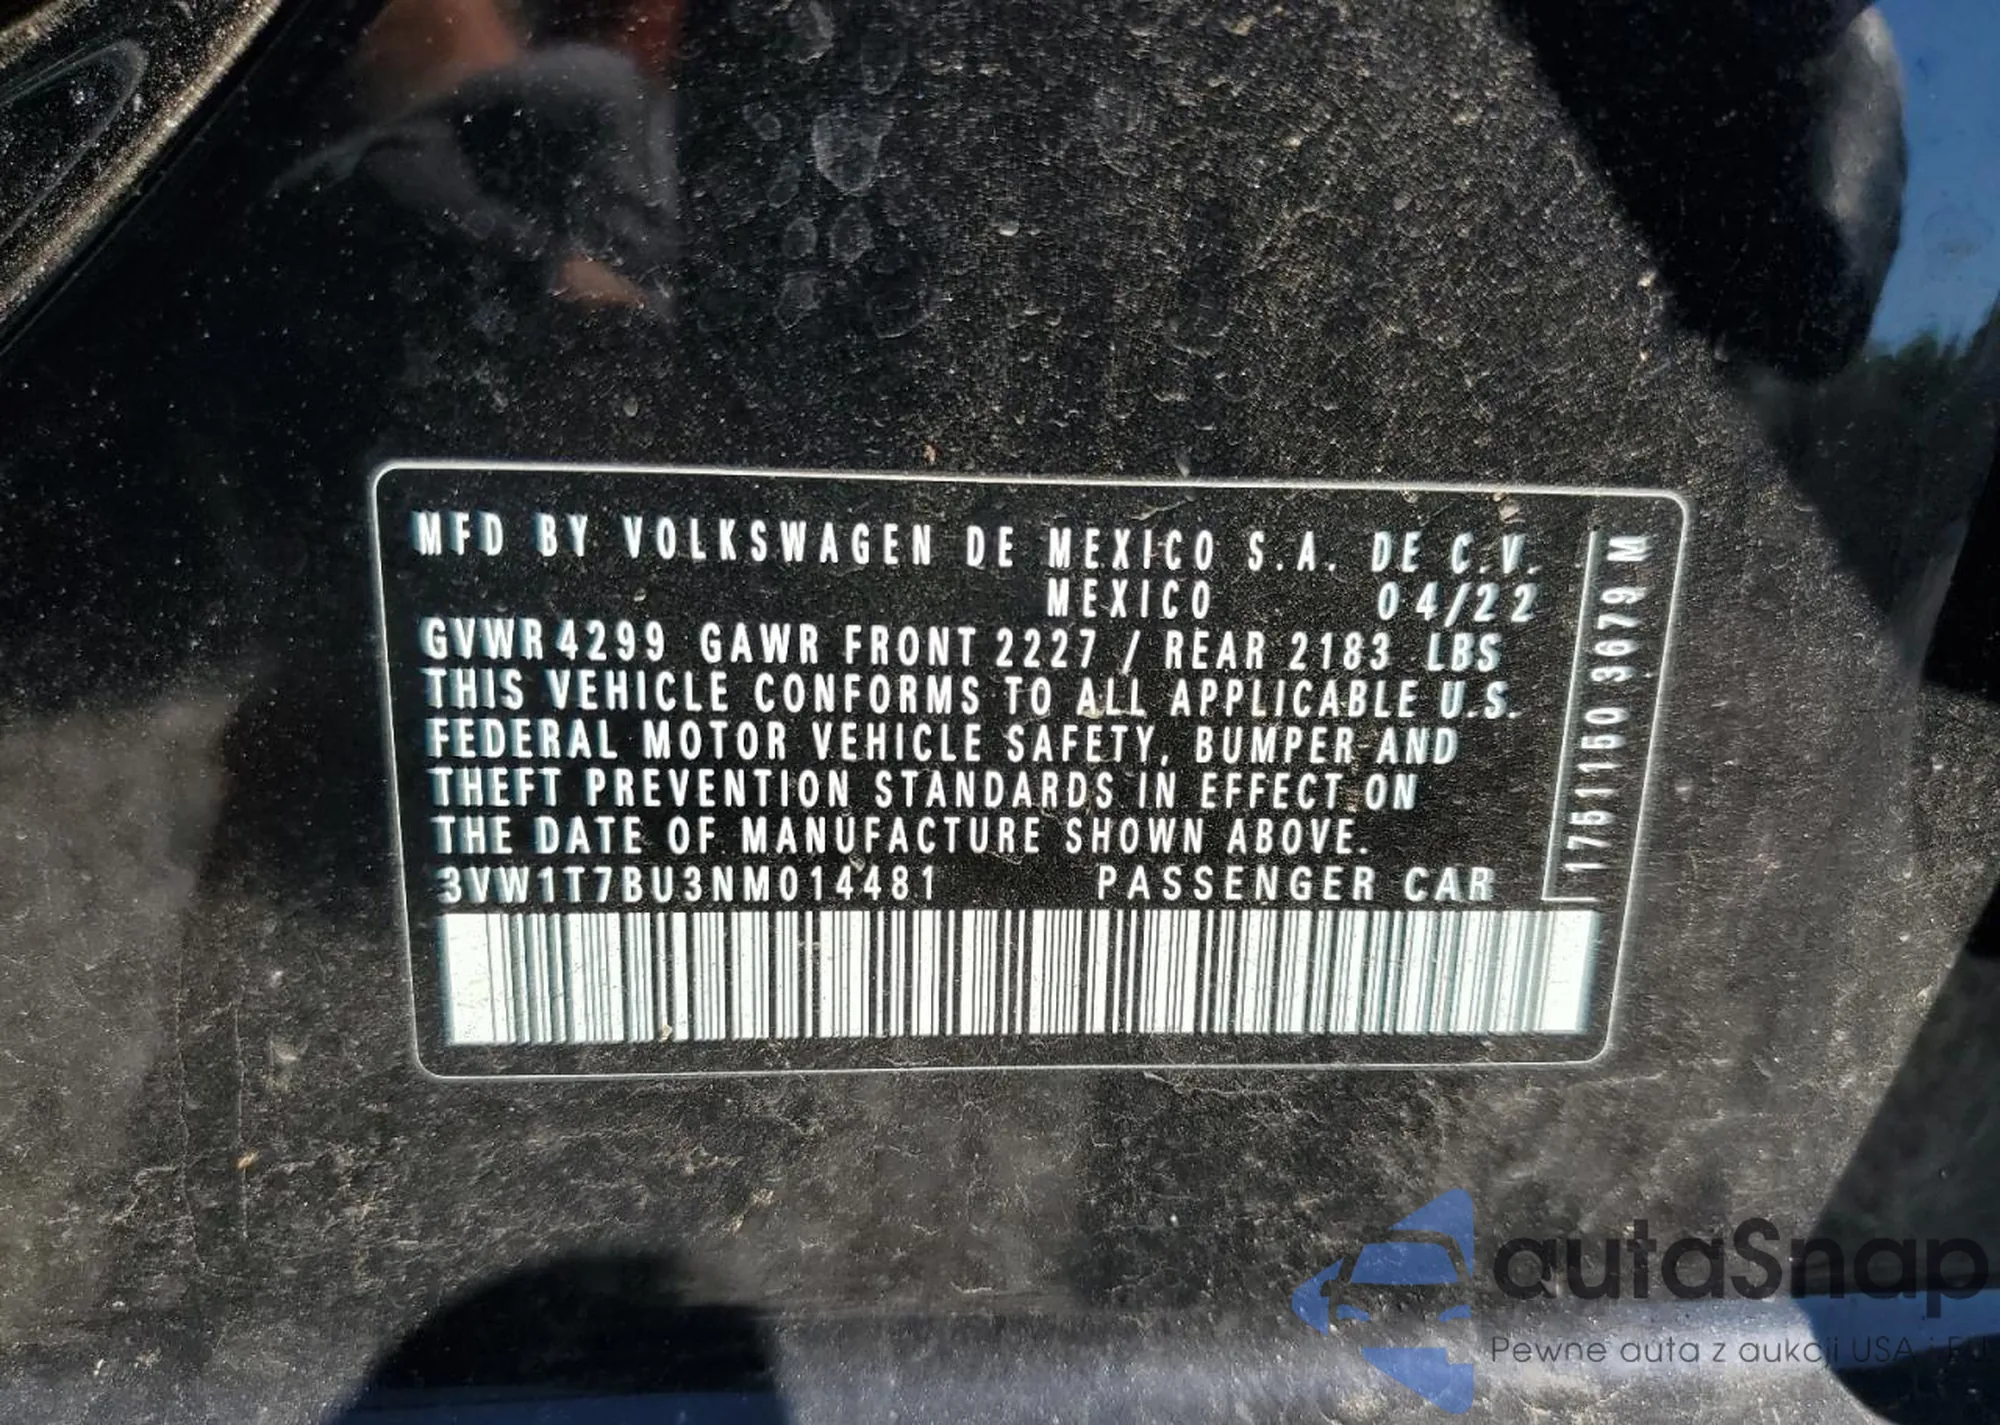 MFD BY VOLKSWAGEN DE MEXICO S.A. DE C.V.
MEXICO 04/22
GVWR 4299 GAWR FRONT 2227 / REAR 2183 LBS
THIS VEHICLE CONFORMS TO ALL APPLICABLE U.S.
FEDERAL MOTOR VEHICLE SAFETY, BUMPER AND
THEFT PREVENTION STANDARDS IN EFFECT ON
THE DATE OF MANUFACTURE SHOWN ABOVE.
3VW1T7BU3NM014481 PASSENGER CAR
M
autaSnap
Pewne auta z aukcji USA i EU